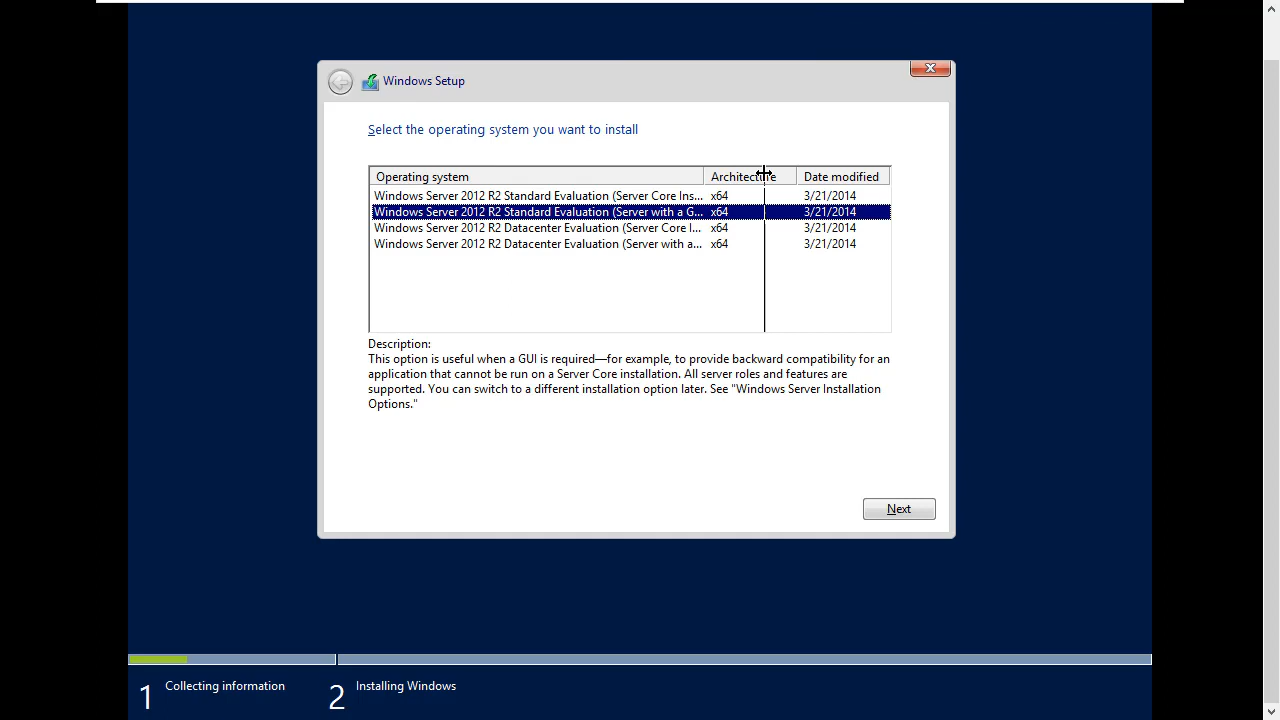 Windows Setup
Select the operating system you want to install
Operating system Architecture Date modified
Windows Server 2012 R2 Standard Evaluation (Server Core Ins... x64 3/21/2014
Windows Server 2012 R2 Standard Evaluation (Server with a G... x64 3/21/2014
Windows Server 2012 R2 Datacenter Evaluation (Server Core I... x64 3/21/2014
Windows Server 2012 R2 Datacenter Evaluation (Server with a... x64 3/21/2014
Description:
This option is useful when a GUI is required—for example, to provide backward compatibility for an
application that cannot be run on a Server Core installation. All server roles and features are
supported. You can switch to a different installation option later. See "Windows Server Installation
Options."
Next
1 Collecting information 2 Installing Windows